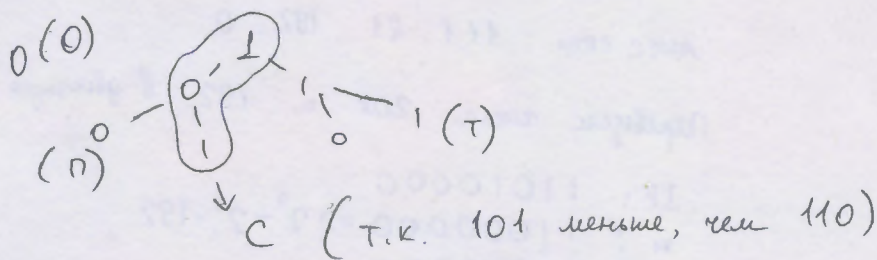 0 (О) 1
0 1 1 (Т)
0 1 0
(П)
С (т.к. 101 меньше, чем 110)